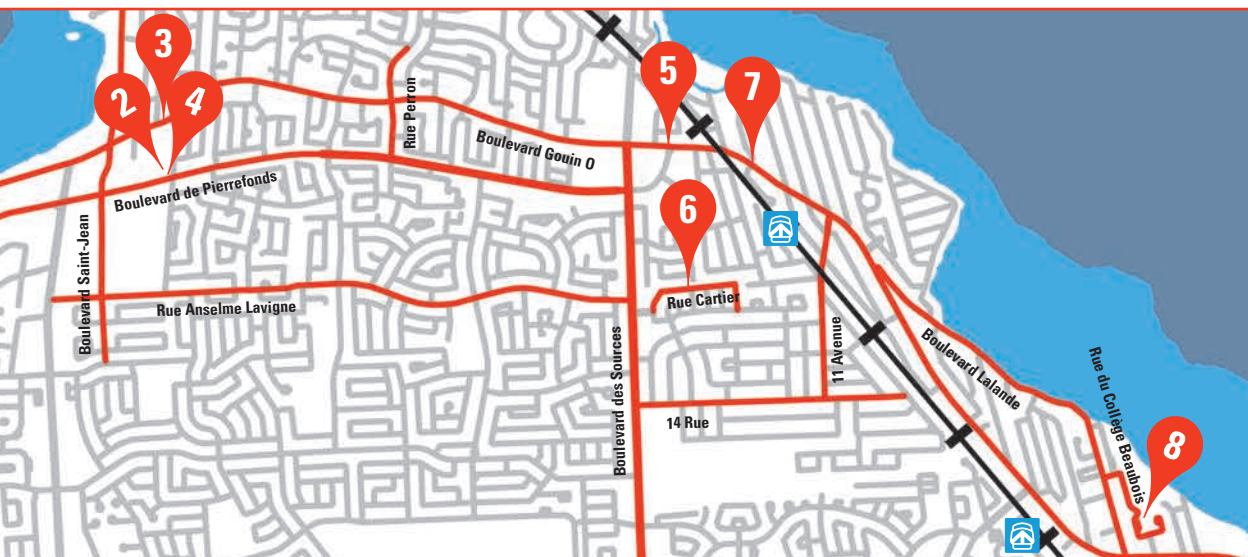 3
2
4
5
7
6
8
Rue Perron
Boulevard Gouin O
Boulevard de Pierrefonds
Boulevard Saint-Jean
Rue Anselme Lavigne
Rue Cartier
Boulevard des Sources
11 Avenue
14 Rue
Boulevard Lalande
Rue du Collège Beaubois